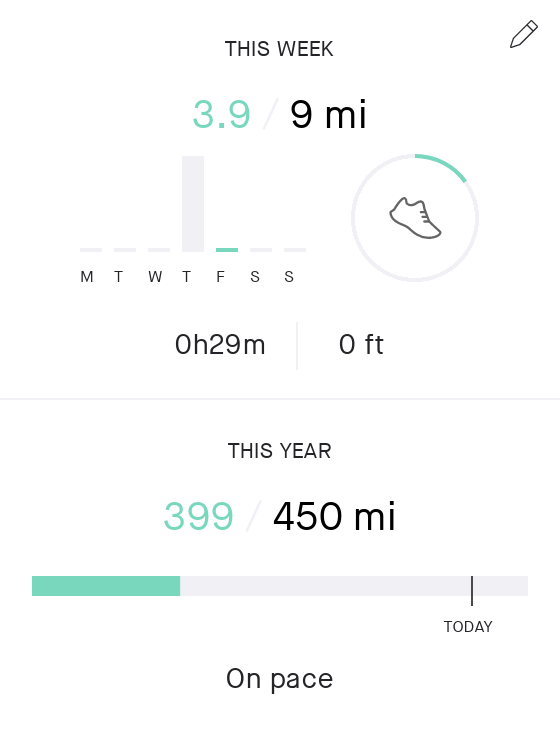 THIS WEEK
3.9 / 9 mi
M T W T F S S
0h29m | 0 ft
THIS YEAR
399 / 450 mi
TODAY
On pace